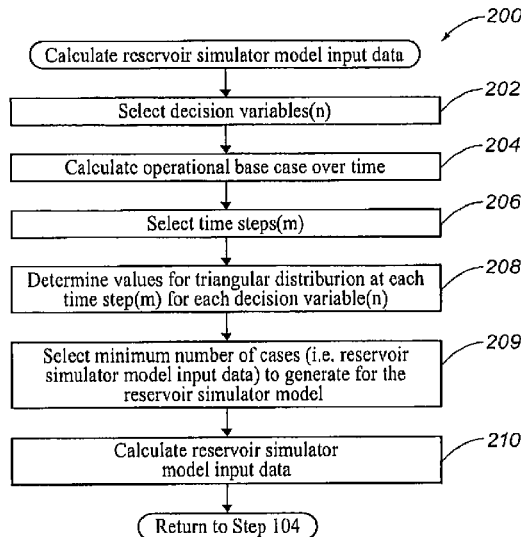 200
Calculate reservoir simulator model input data
202
Select decision variables(n)
204
Calculate operational base case over time
206
Select time steps(m)
208
Determine values for triangular distriburion at each
time step(m) for each decision variable(n)
209
Select minimum number of cases (i.e. reservoir
simulator model input data) to generate for the
reservoir simulator model
210
Calculate reservoir simulator
model input data
Return to Step 104